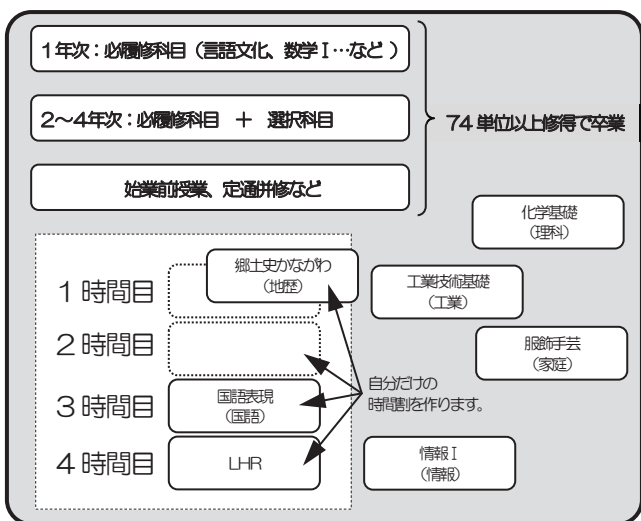 1年次：必履修科目（言語文化、数学Ⅰ…など）
2～4年次：必履修科目　＋　選択科目
74単位以上修得で卒業
始業前授業、定通併修など
化学基礎
（理科）
郷土史かながわ
（地歴）
1時間目
工業技術基礎
（工業）
2時間目
服飾手芸
（家庭）
自分だけの
時間割を作ります。
3時間目
国語表現
（国語）
4時間目
LHR
情報Ⅰ
（情報）